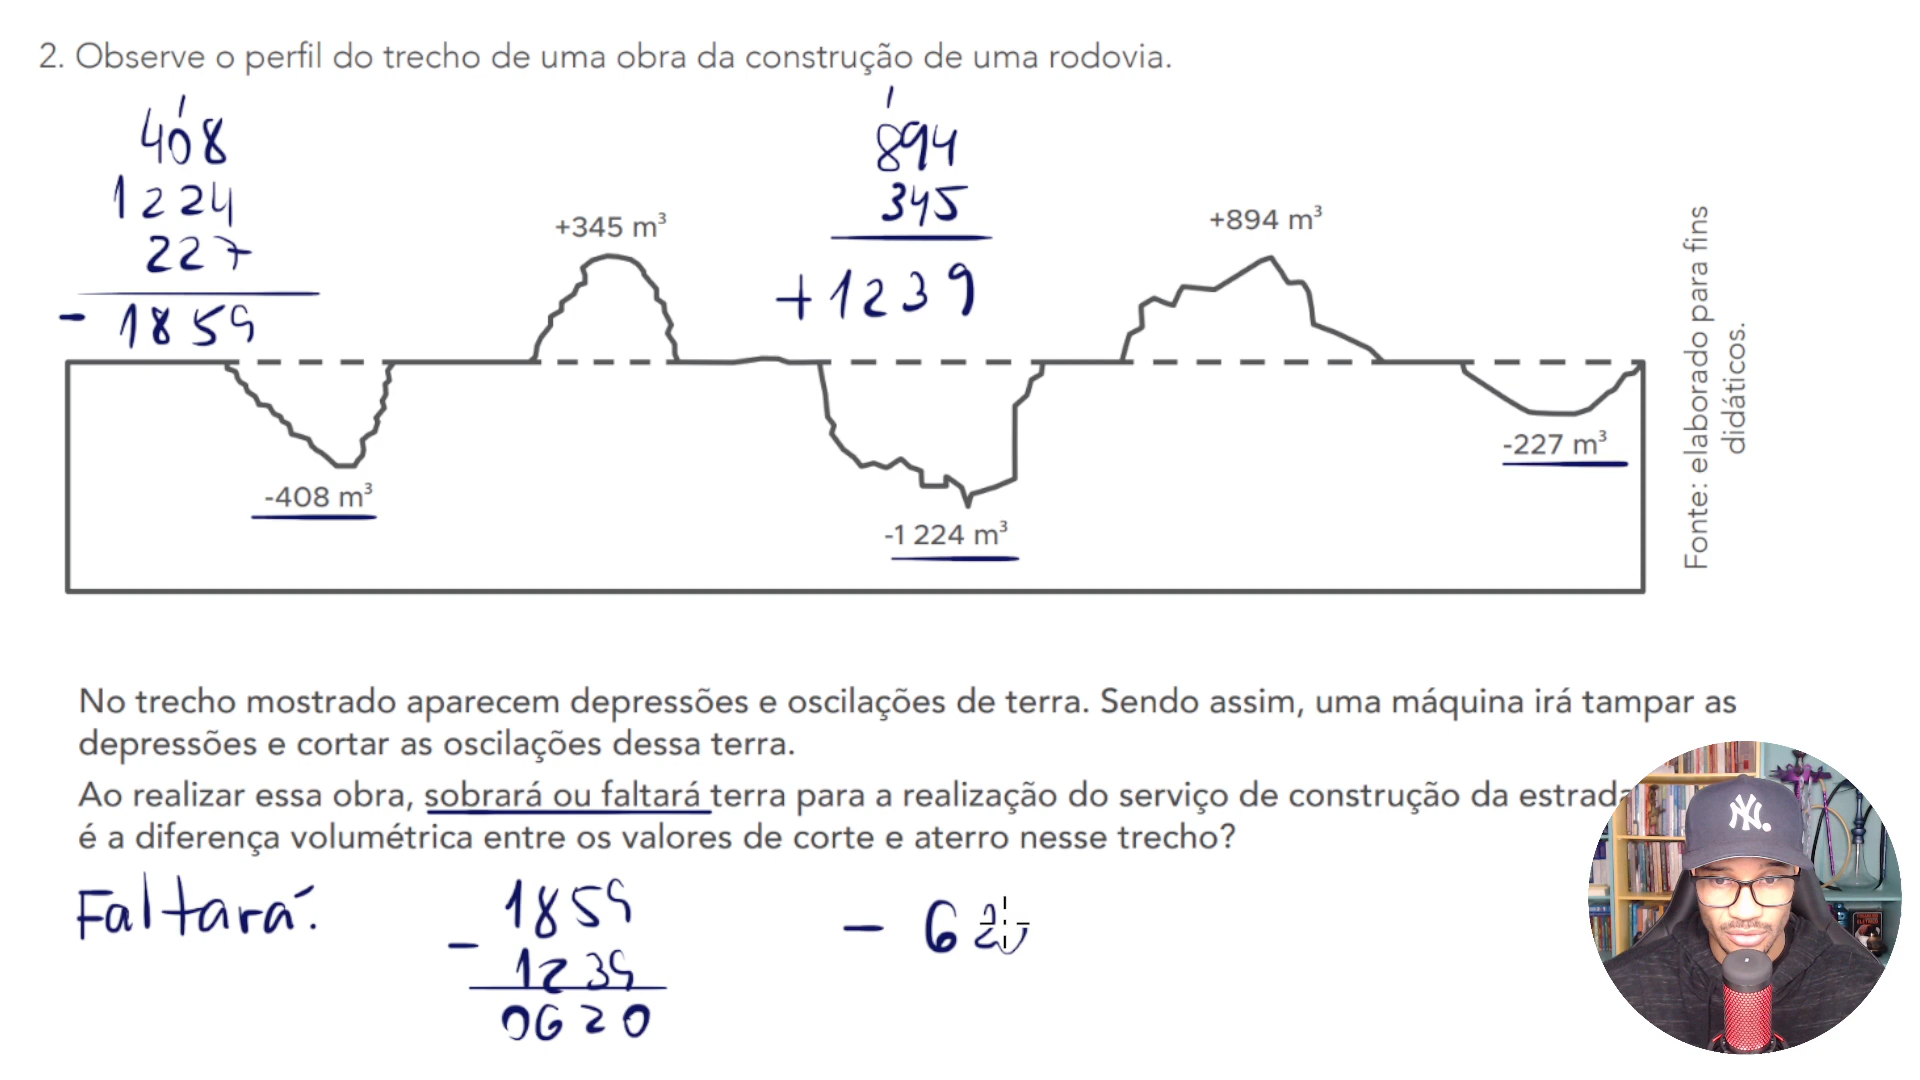 2. Observe o perfil do trecho de uma obra da construção de uma rodovia.
1
408
1224
227
- 1859
1
894
345
+1239
+345 m³
+894 m³
-408 m³
-1 224 m³
-227 m³
Fonte: elaborado para fins
didáticos.
No trecho mostrado aparecem depressões e oscilações de terra. Sendo assim, uma máquina irá tampar as
depressões e cortar as oscilações dessa terra.
Ao realizar essa obra, sobrará ou faltará terra para a realização do serviço de construção da estrada
é a diferença volumétrica entre os valores de corte e aterro nesse trecho?
Faltará.
1859
- 1239
0620
- 62
NY